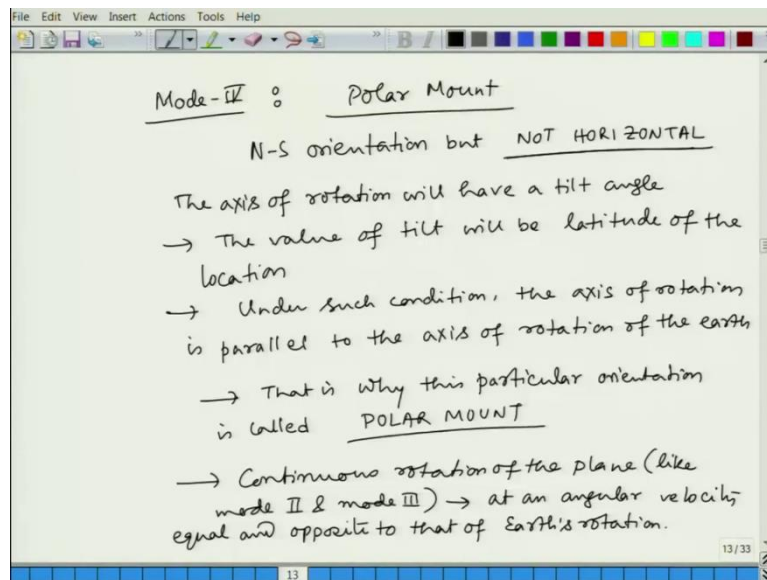 File Edit View Insert Actions Tools Help
Mode-IV : Polar Mount
N-S orientation but NOT HORIZONTAL
The axis of rotation will have a tilt angle
→ The value of tilt will be latitude of the
location
→ Under such condition, the axis of rotation
is parallel to the axis of rotation of the earth
→ That is why this particular orientation
is called POLAR MOUNT
→ Continuous rotation of the plane (like
mode II & mode III) → at an angular velocity
equal and opposite to that of Earth's rotation.
13/33
13